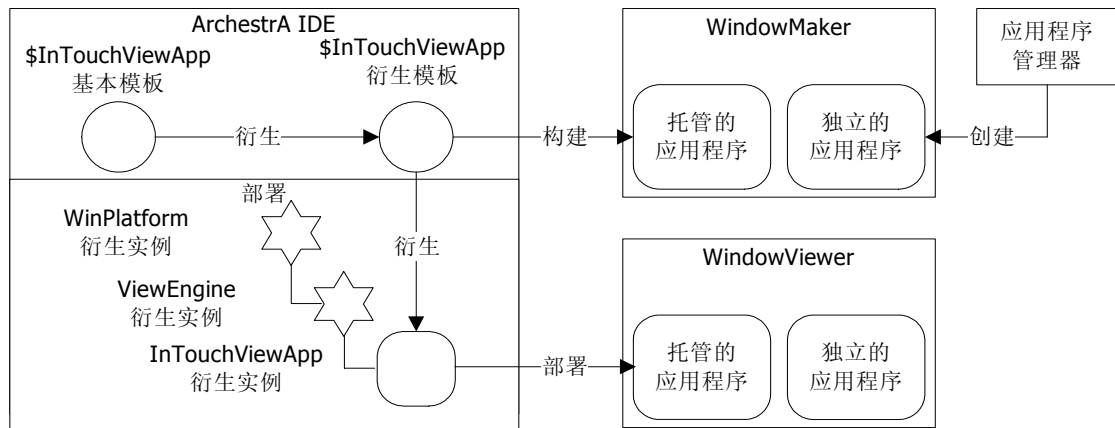 ArchestrA IDE
$InTouchViewApp
基本模板
$InTouchViewApp
衍生模板
衍生
构建
WindowMaker
托管的
应用程序
独立的
应用程序
应用程序
管理器
创建
部署
WinPlatform
衍生实例
衍生
ViewEngine
衍生实例
InTouchViewApp
衍生实例
部署
WindowViewer
托管的
应用程序
独立的
应用程序